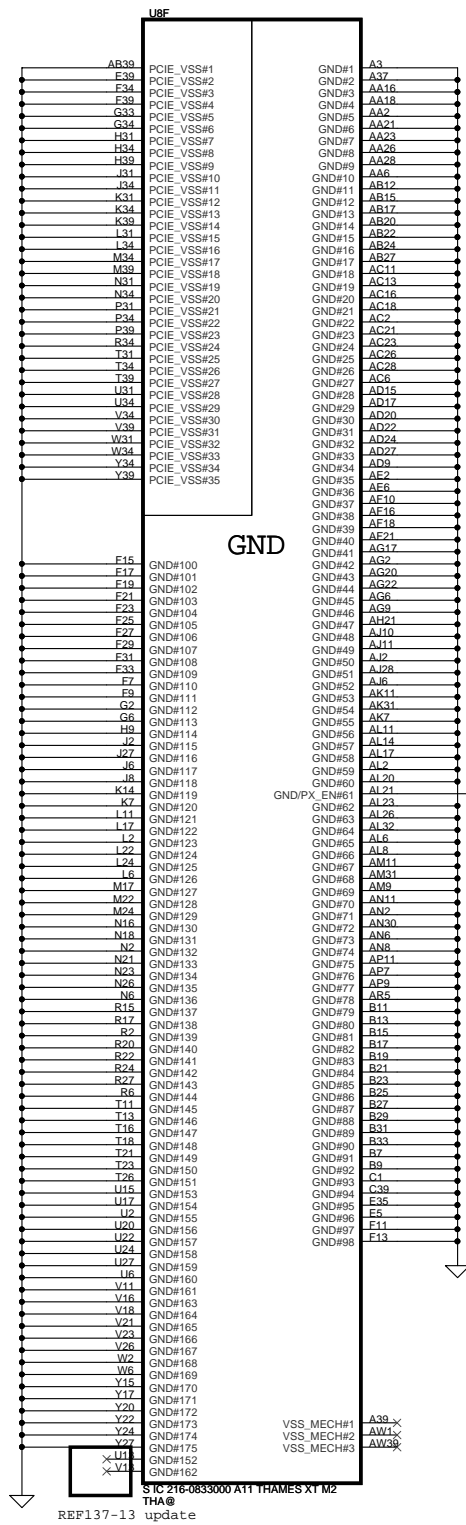 U8F
AB39 PCIE_VSS#1
E39 PCIE_VSS#2
F34 PCIE_VSS#3
F39 PCIE_VSS#4
G33 PCIE_VSS#5
G34 PCIE_VSS#6
H31 PCIE_VSS#7
H34 PCIE_VSS#8
H39 PCIE_VSS#9
J31 PCIE_VSS#10
J34 PCIE_VSS#11
K31 PCIE_VSS#12
K34 PCIE_VSS#13
K39 PCIE_VSS#14
L31 PCIE_VSS#15
L34 PCIE_VSS#16
M34 PCIE_VSS#17
M39 PCIE_VSS#18
N31 PCIE_VSS#19
N34 PCIE_VSS#20
P31 PCIE_VSS#21
P34 PCIE_VSS#22
P39 PCIE_VSS#23
R34 PCIE_VSS#24
T31 PCIE_VSS#25
T34 PCIE_VSS#26
T39 PCIE_VSS#27
U31 PCIE_VSS#28
U34 PCIE_VSS#29
V34 PCIE_VSS#30
V39 PCIE_VSS#31
W31 PCIE_VSS#32
W34 PCIE_VSS#33
Y34 PCIE_VSS#34
Y39 PCIE_VSS#35
GND
F15 GND#100
F17 GND#101
F19 GND#102
F21 GND#103
F23 GND#104
F25 GND#105
F27 GND#106
F29 GND#107
F31 GND#108
F33 GND#109
F7 GND#110
F9 GND#111
G2 GND#112
G6 GND#113
H9 GND#114
J2 GND#115
J27 GND#116
J6 GND#117
J8 GND#118
K14 GND#119
K7 GND#120
L11 GND#121
L17 GND#122
L2 GND#123
L22 GND#124
L24 GND#125
L6 GND#126
M17 GND#127
M22 GND#128
M24 GND#129
N16 GND#130
N18 GND#131
N2 GND#132
N21 GND#133
N23 GND#134
N26 GND#135
N6 GND#136
R15 GND#137
R17 GND#138
R2 GND#139
R20 GND#140
R22 GND#141
R24 GND#142
R27 GND#143
R6 GND#144
T11 GND#145
T13 GND#146
T16 GND#147
T18 GND#148
T21 GND#149
T23 GND#150
T26 GND#151
U15 GND#153
U17 GND#154
U2 GND#155
U20 GND#156
U22 GND#157
U24 GND#158
U27 GND#159
U6 GND#160
V11 GND#161
V16 GND#163
V18 GND#164
V21 GND#165
V23 GND#166
V26 GND#167
W2 GND#168
W6 GND#169
Y15 GND#170
Y17 GND#171
Y20 GND#172
Y22 GND#173
Y24 GND#174
Y27 GND#175
U13 GND#152
V13 GND#162
GND#1 A3
GND#2 A37
GND#3 AA16
GND#4 AA18
GND#5 AA2
GND#6 AA21
GND#7 AA23
GND#8 AA26
GND#9 AA28
GND#10 AA6
GND#11 AB12
GND#12 AB15
GND#13 AB17
GND#14 AB20
GND#15 AB22
GND#16 AB24
GND#17 AB27
GND#18 AC11
GND#19 AC13
GND#20 AC16
GND#21 AC18
GND#22 AC2
GND#23 AC21
GND#24 AC23
GND#25 AC26
GND#26 AC28
GND#27 AC6
GND#28 AD15
GND#29 AD17
GND#30 AD20
GND#31 AD22
GND#32 AD24
GND#33 AD27
GND#34 AD9
GND#35 AE2
GND#36 AE6
GND#37 AF10
GND#38 AF16
GND#39 AF18
GND#40 AF21
GND#41 AG17
GND#42 AG2
GND#43 AG20
GND#44 AG22
GND#45 AG6
GND#46 AG9
GND#47 AH21
GND#48 AJ10
GND#49 AJ11
GND#50 AJ2
GND#51 AJ28
GND#52 AJ6
GND#53 AK11
GND#54 AK31
GND#55 AK7
GND#56 AL11
GND#57 AL14
GND#58 AL17
GND#59 AL2
GND#60 AL20
GND/PX_EN#61 AL21
GND#62 AL23
GND#63 AL26
GND#64 AL32
GND#65 AL6
GND#66 AL8
GND#67 AM11
GND#68 AM31
GND#69 AM9
GND#70 AN11
GND#71 AN2
GND#72 AN30
GND#73 AN6
GND#74 AN8
GND#75 AP11
GND#76 AP7
GND#77 AP9
GND#78 AR5
GND#79 B11
GND#80 B13
GND#81 B15
GND#82 B17
GND#83 B19
GND#84 B21
GND#85 B23
GND#86 B25
GND#87 B27
GND#88 B29
GND#89 B31
GND#90 B33
GND#91 B7
GND#92 B9
GND#93 C1
GND#94 C39
GND#95 E35
GND#96 E5
GND#97 F11
GND#98 F13
VSS_MECH#1 A39
VSS_MECH#2 AW1
VSS_MECH#3 AW39
S IC 216-0833000 A11 THAMES XT M2
THA@
REF137-13 update